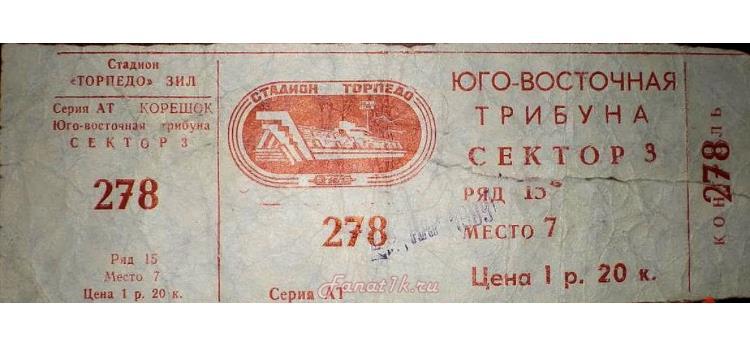 Стадион
«ТОРПЕДО» ЗИЛ
Серия АТ КОРЕШОК
Юго-восточная трибуна
СЕКТОР 3
278
Ряд 15
Место 7
Цена 1 р. 20 к.
СТАДИОН ТОРПЕДО
278
Серия АТ
Fanat1k.ru
ЮГО-ВОСТОЧНАЯ
ТРИБУНА
СЕКТОР 3
РЯД 15
МЕСТО 7
Цена 1 р. 20 к.
278